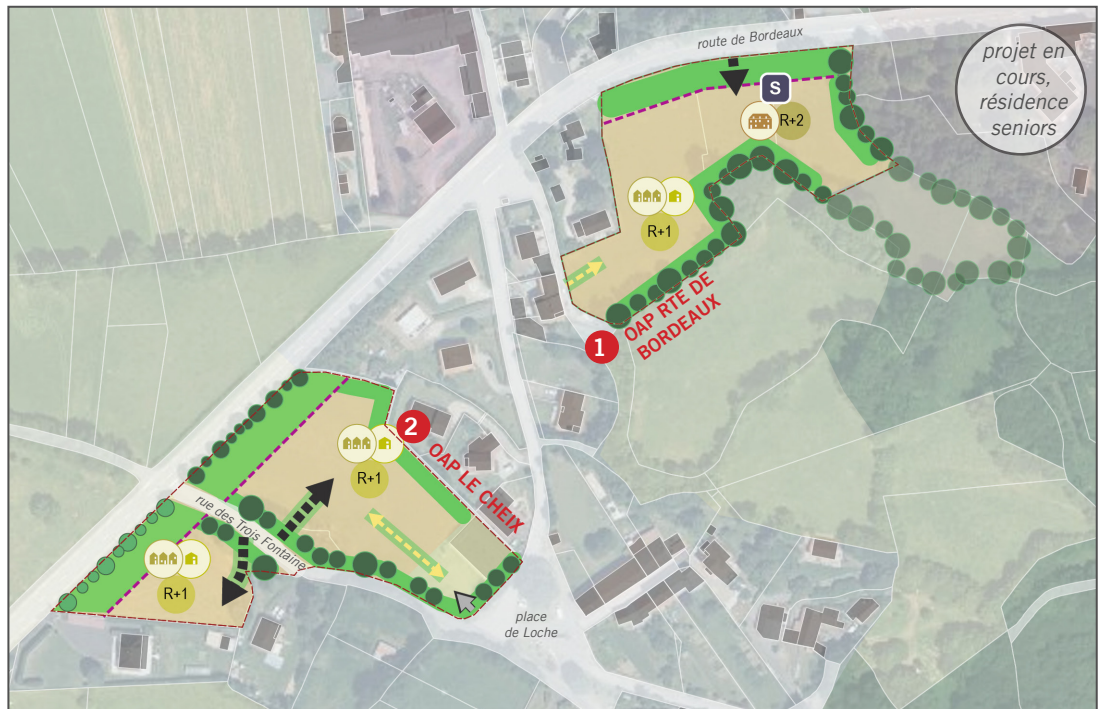 route de Bordeaux
projet en
cours,
résidence
seniors
S
R+2
R+1
1
OAP RTE DE
BORDEAUX
2
OAP LE CHEIX
R+1
rue des Trois Fontaine
R+1
place
de Loche